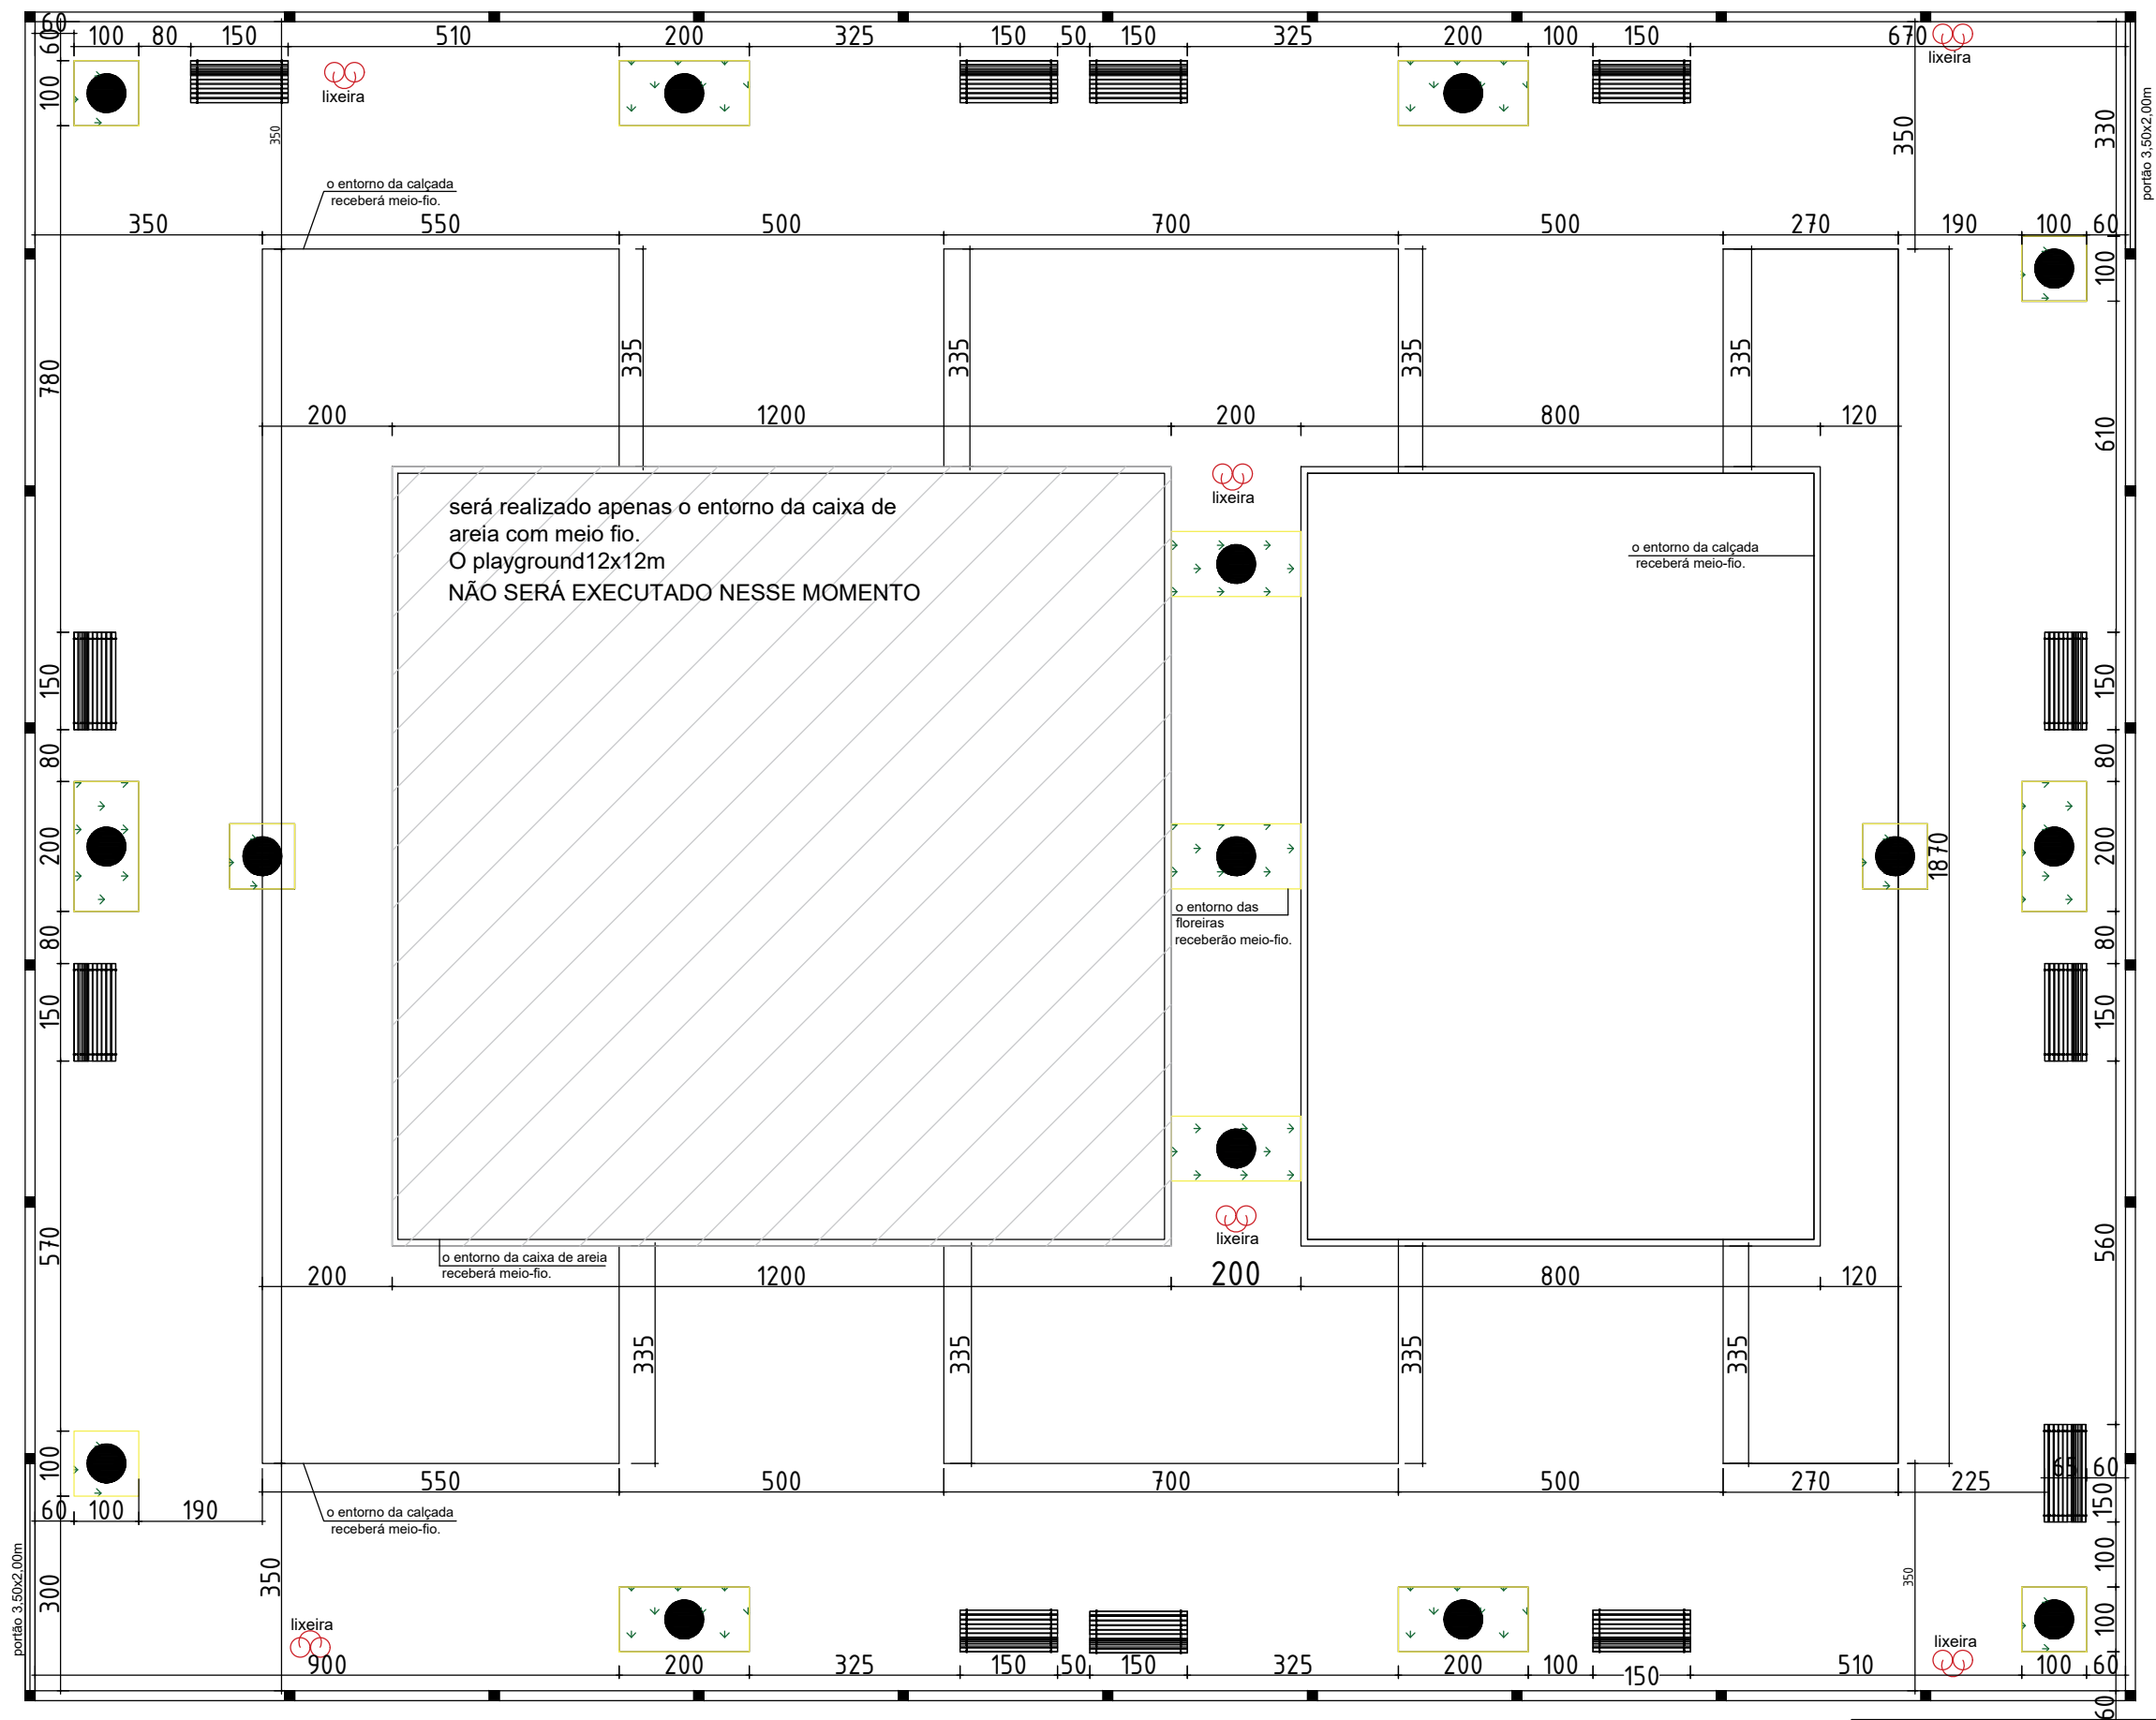 60 100 80 150 510 200 325 150 50 150 325 200 100 150 670
60
lixeira
lixeira
100
350
350
330
portão 3,50x2,00m
o entorno da calçada
receberá meio-fio.
350 550 500 700 500 270 190 100 60
100
780
335 335 335 335
610
200 1200 200 800 120
lixeira
será realizado apenas o entorno da caixa de
areia com meio fio.
O playground12x12m
NÃO SERÁ EXECUTADO NESSE MOMENTO
o entorno da calçada
receberá meio-fio.
150
150
80
80
200
1870
200
o entorno das
floreiras
receberão meio-fio.
80
80
150
150
570
lixeira
560
o entorno da caixa de areia
receberá meio-fio.
200 1200 200 800 120
335 335 335 335
100
550 500 700 500 270 225 65 60
60 100 190
150
o entorno da calçada
receberá meio-fio.
portão 3,50x2,00m
300
350
350
100
100
lixeira
lixeira
900 200 325 150 50 150 325 200 100 150 510 100 60
60